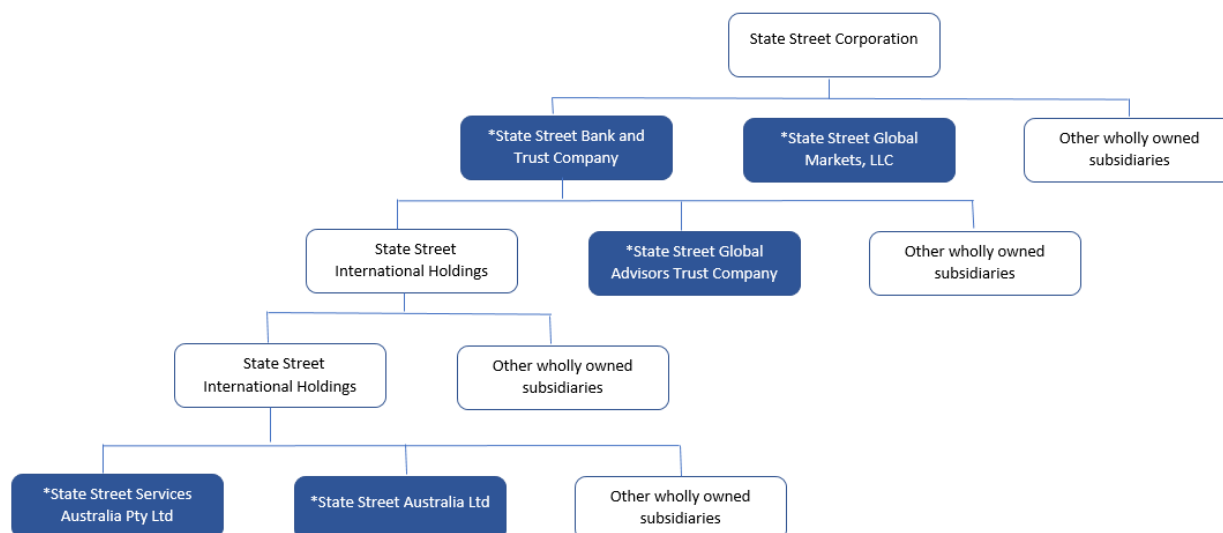 State Street Corporation
*State Street Bank and
Trust Company
*State Street Global
Markets, LLC
Other wholly owned
subsidiaries
State Street
International Holdings
*State Street Global
Advisors Trust Company
Other wholly owned
subsidiaries
State Street
International Holdings
Other wholly owned
subsidiaries
*State Street Services
Australia Pty Ltd
*State Street Australia Ltd
Other wholly owned
subsidiaries